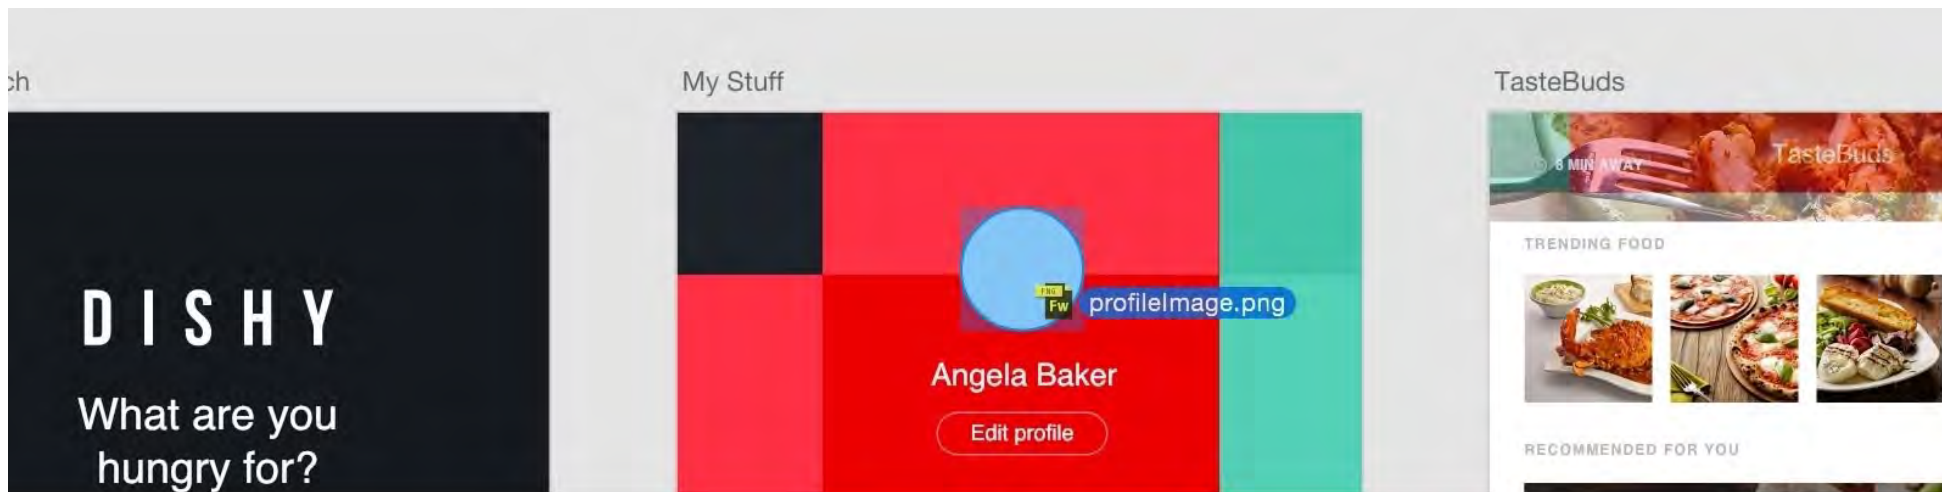 ch
My Stuff
TasteBuds
8 MIN AWAY
TasteBuds
TRENDING FOOD
PNG
Fw
profileImage.png
DISHY
Angela Baker
What are you
hungry for?
Edit profile
RECOMMENDED FOR YOU